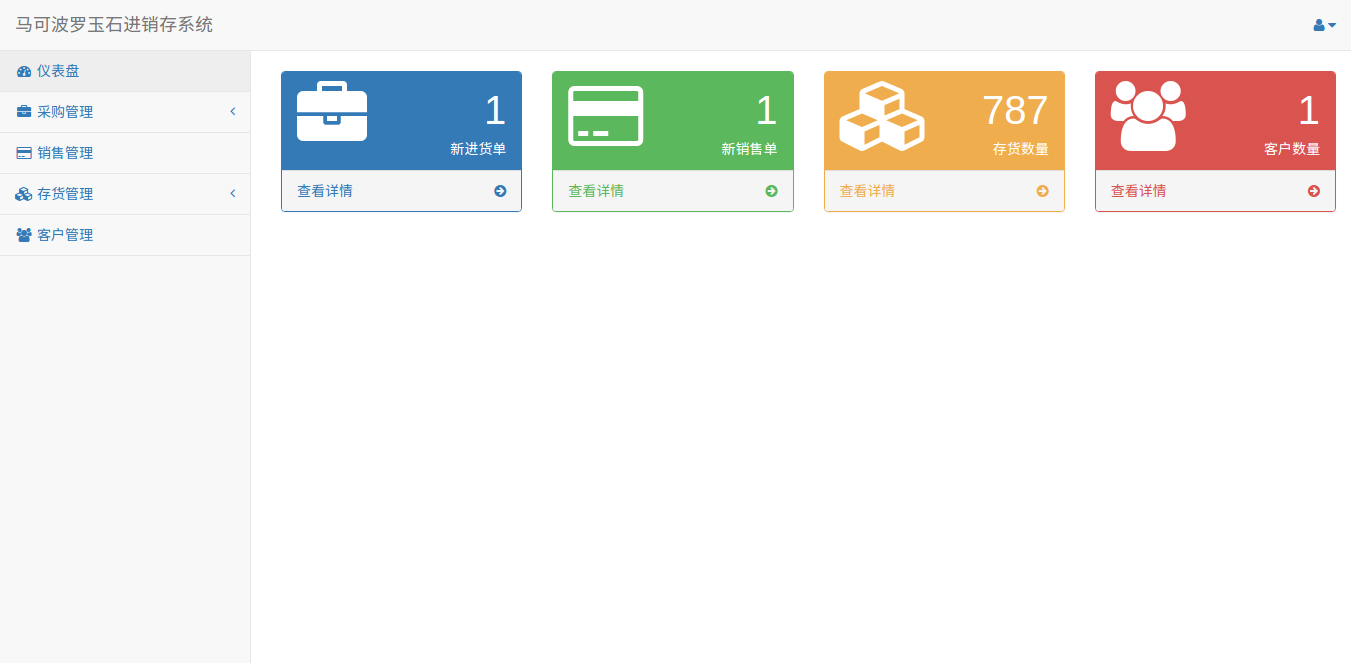 马可波罗玉石进销存系统
仪表盘
采购管理
销售管理
存货管理
客户管理
1
新进货单
查看详情
1
新销售单
查看详情
787
存货数量
查看详情
1
客户数量
查看详情